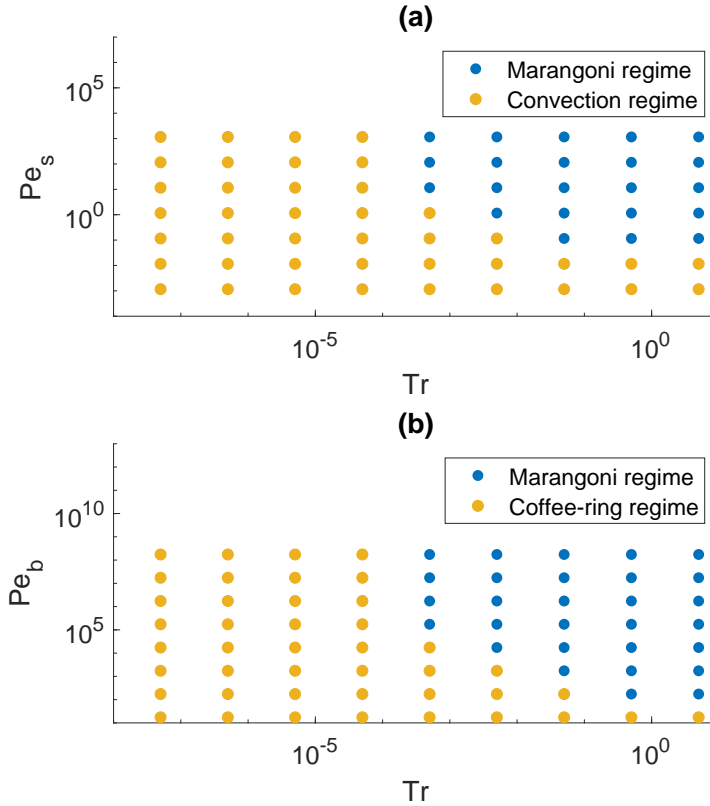 (a)
Marangoni regime
Convection regime
10^5
10^0
Pe_s
10^-5
10^0
Tr
(b)
Marangoni regime
Coffee-ring regime
10^10
10^5
Pe_b
10^-5
10^0
Tr